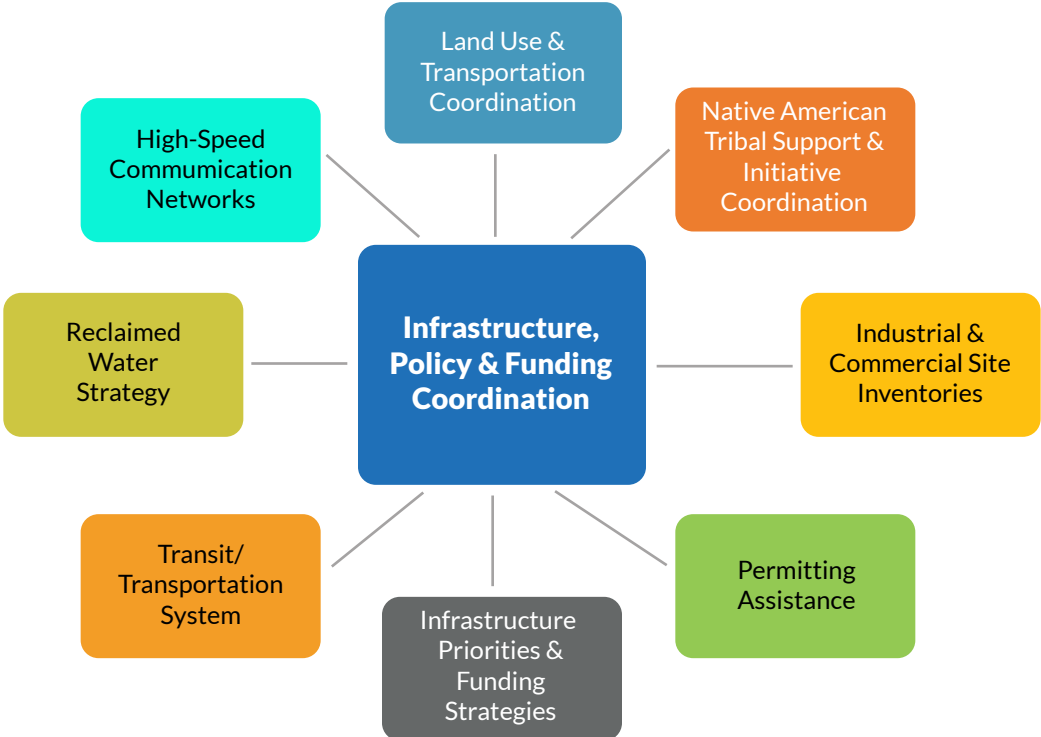 Land Use &
Transportation
Coordination
Native American
Tribal Support &
Initiative
Coordination
High-Speed
Commumication
Networks
Infrastructure,
Policy & Funding
Coordination
Reclaimed
Water
Strategy
Industrial &
Commercial Site
Inventories
Transit/
Transportation
System
Permitting
Assistance
Infrastructure
Priorities &
Funding
Strategies